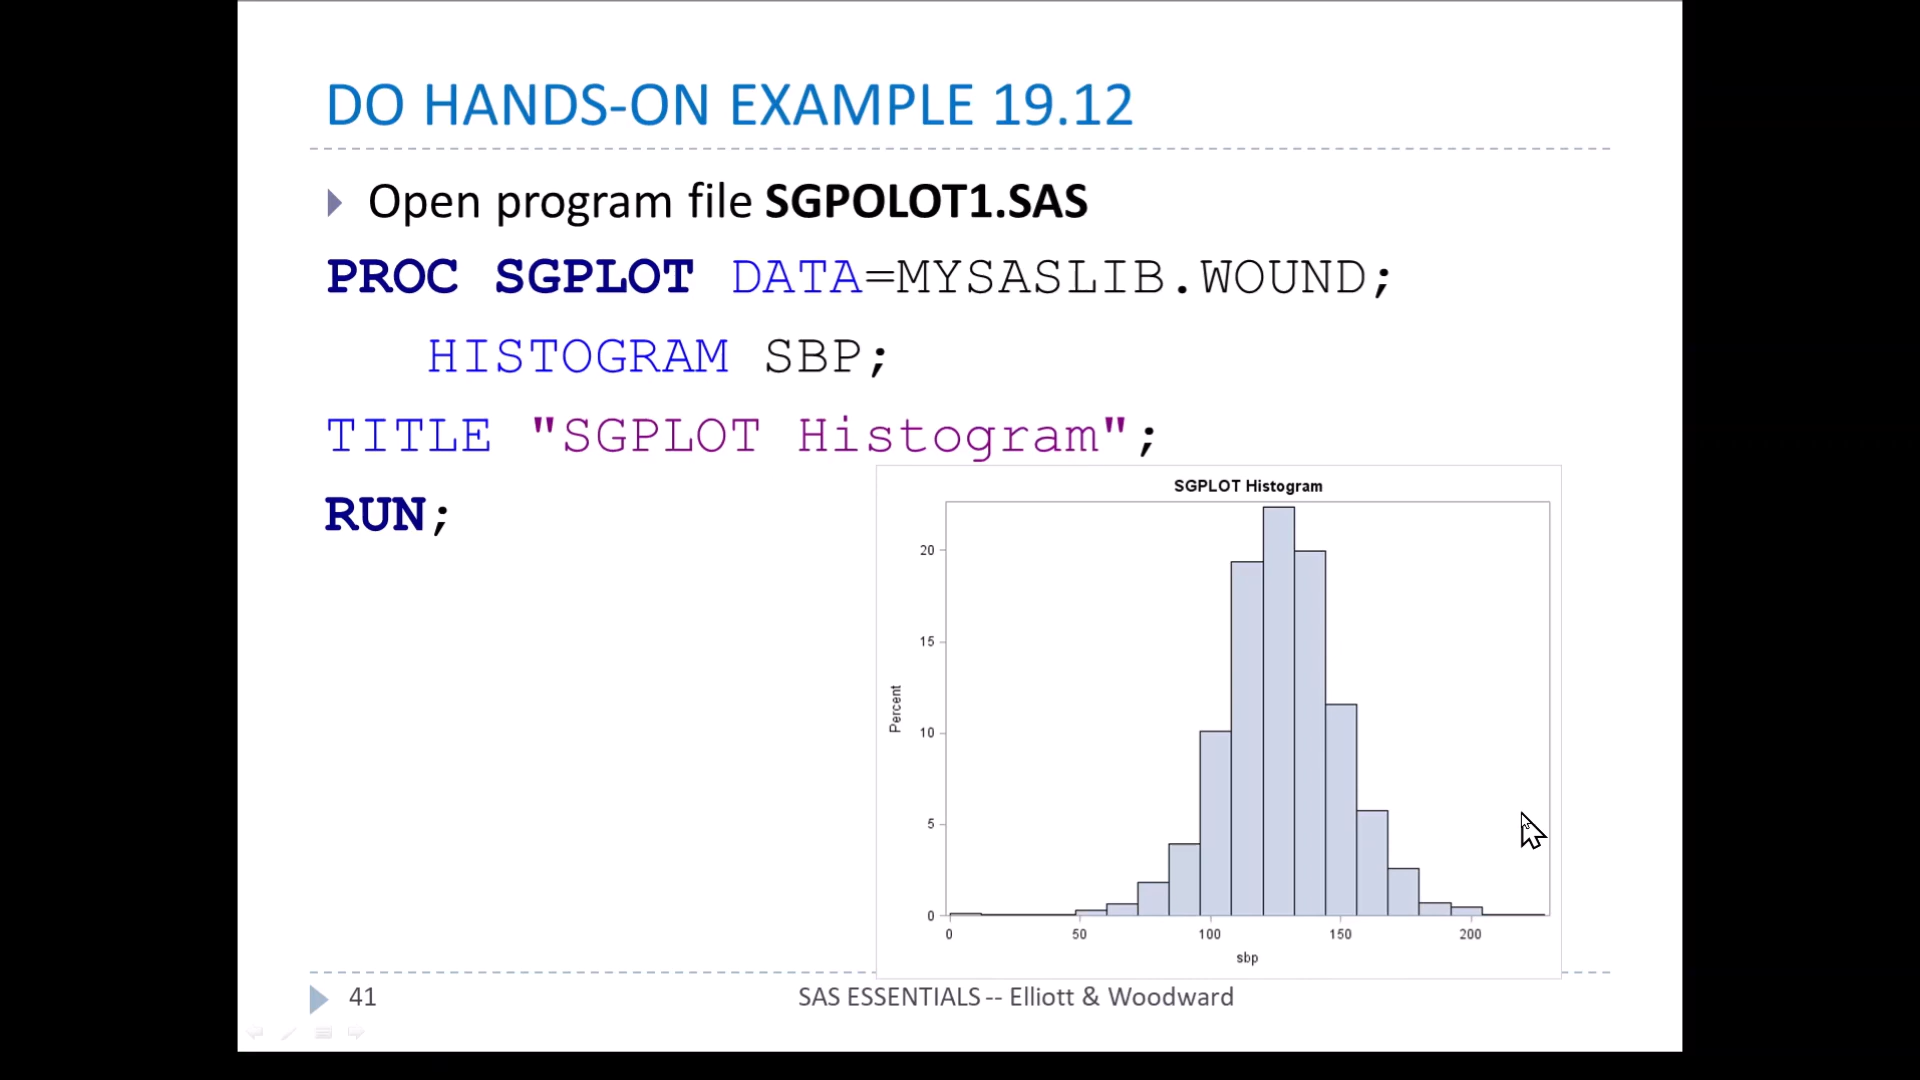 DO HANDS-ON EXAMPLE 19.12
Open program file SGPOLOT1.SAS
PROC SGPLOT DATA=MYSASLIB.WOUND;
HISTOGRAM SBP;
TITLE "SGPLOT Histogram";
RUN;
SGPLOT Histogram
20
15
10
5
0
Percent
0 50 100 150 200
sbp
41 SAS ESSENTIALS -- Elliott & Woodward